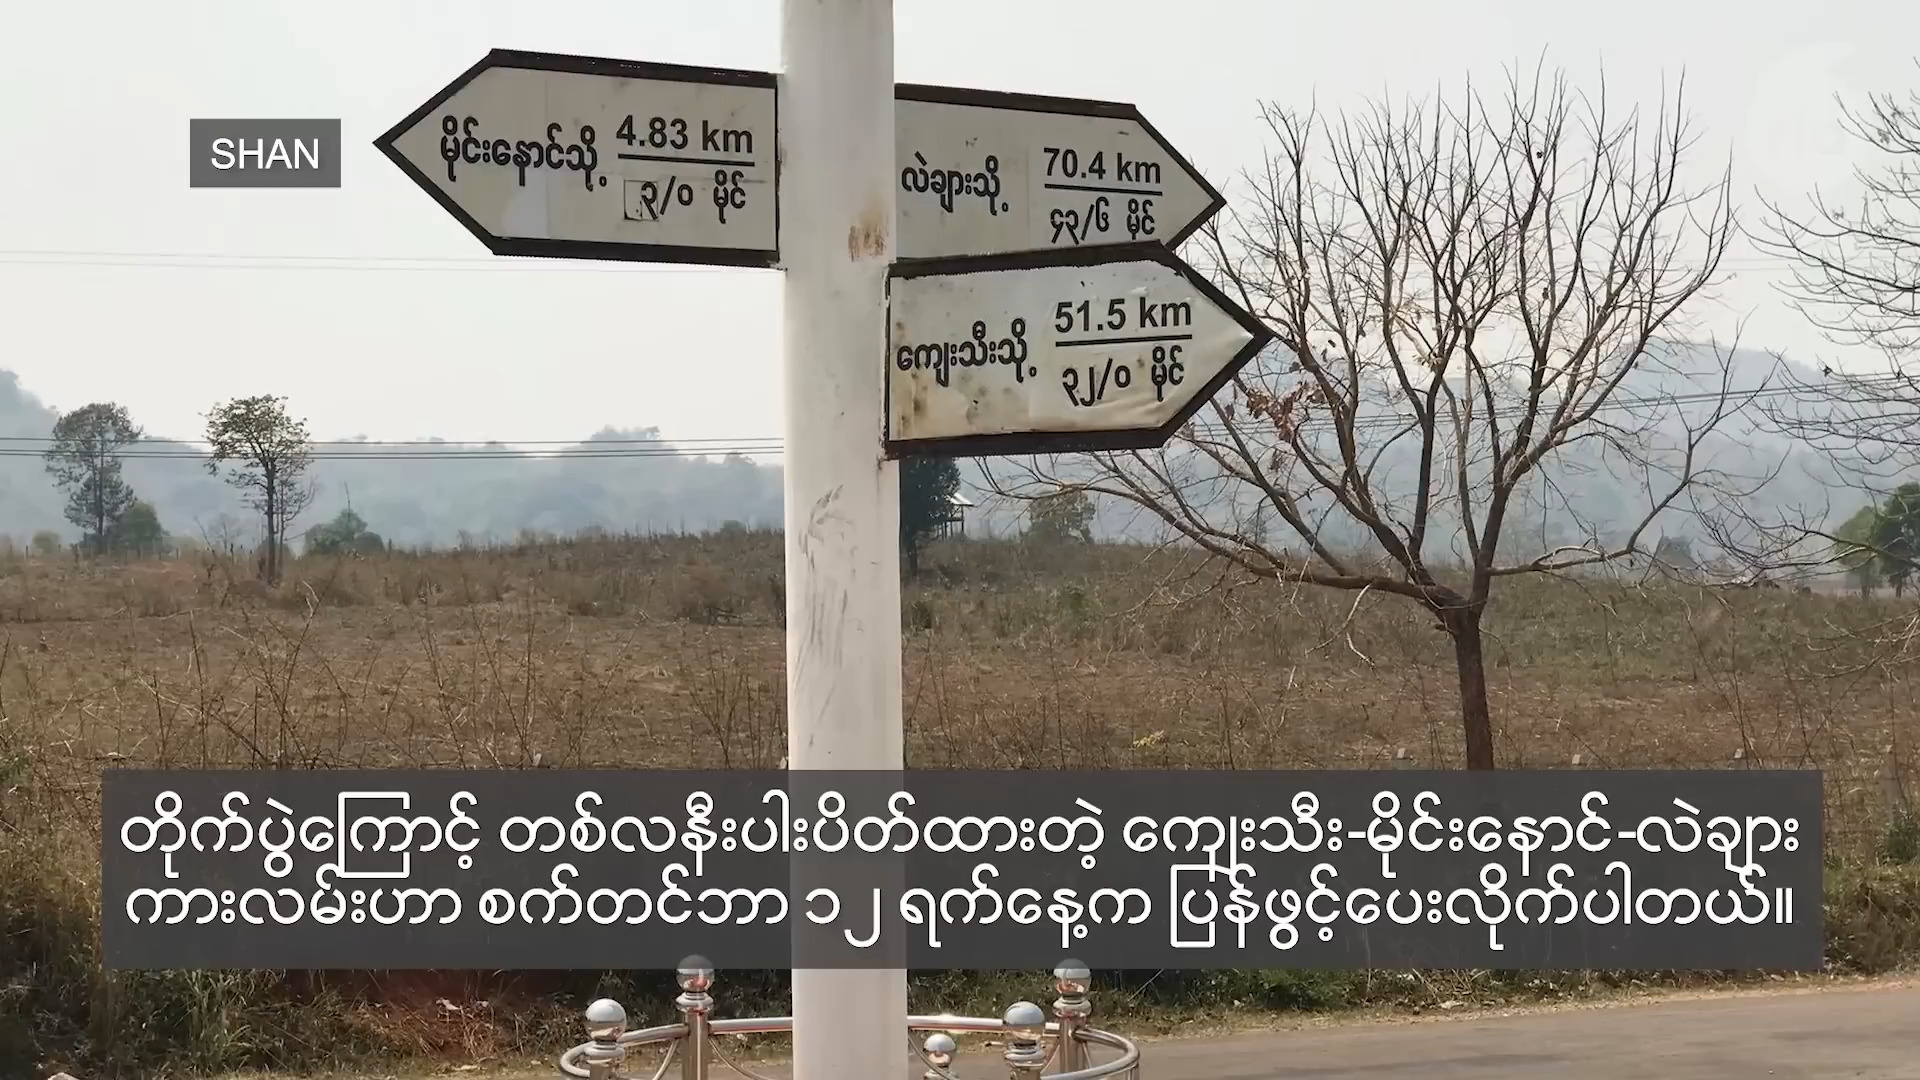 SHAN
မိုင်းနောင်သို့ 4.83 km
၃/၀ မိုင်
လဲချားသို့ 70.4 km
၄၃/၆ မိုင်
ကျေးသီးသို့ 51.5 km
၃၂/၀ မိုင်
တိုက်ပွဲကြောင့် တစ်လနီးပါးပိတ်ထားတဲ့ ကျေးသီး-မိုင်းနောင်-လဲချား
ကားလမ်းဟာ စက်တင်ဘာ ၁၂ ရက်နေ့က ပြန်ဖွင့်ပေးလိုက်ပါတယ်။